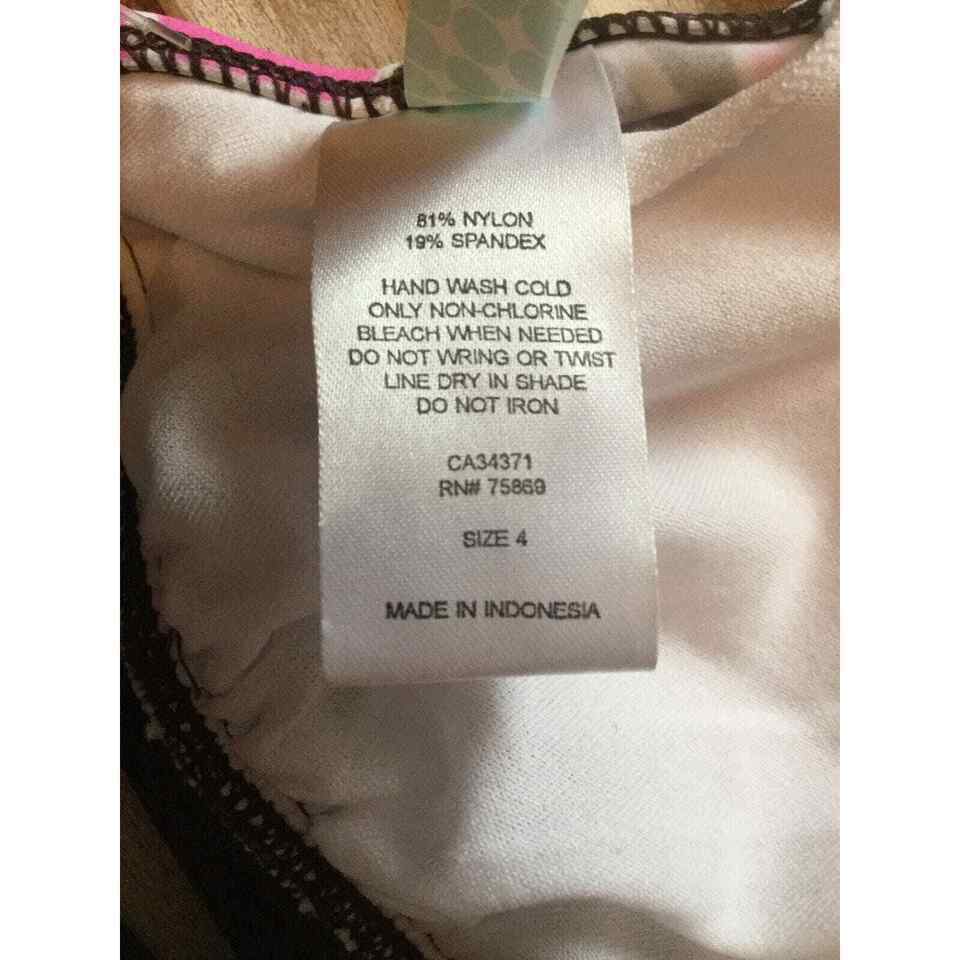 81% NYLON
19% SPANDEX
HAND WASH COLD
ONLY NON-CHLORINE
BLEACH WHEN NEEDED
DO NOT WRING OR TWIST
LINE DRY IN SHADE
DO NOT IRON
CA34371
RN# 75869
SIZE 4
MADE IN INDONESIA